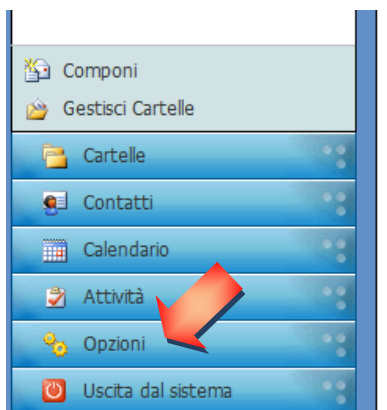 Componi
Gestisci Cartelle
Cartelle
Contatti
Calendario
Attività
Opzioni
Uscita dal sistema